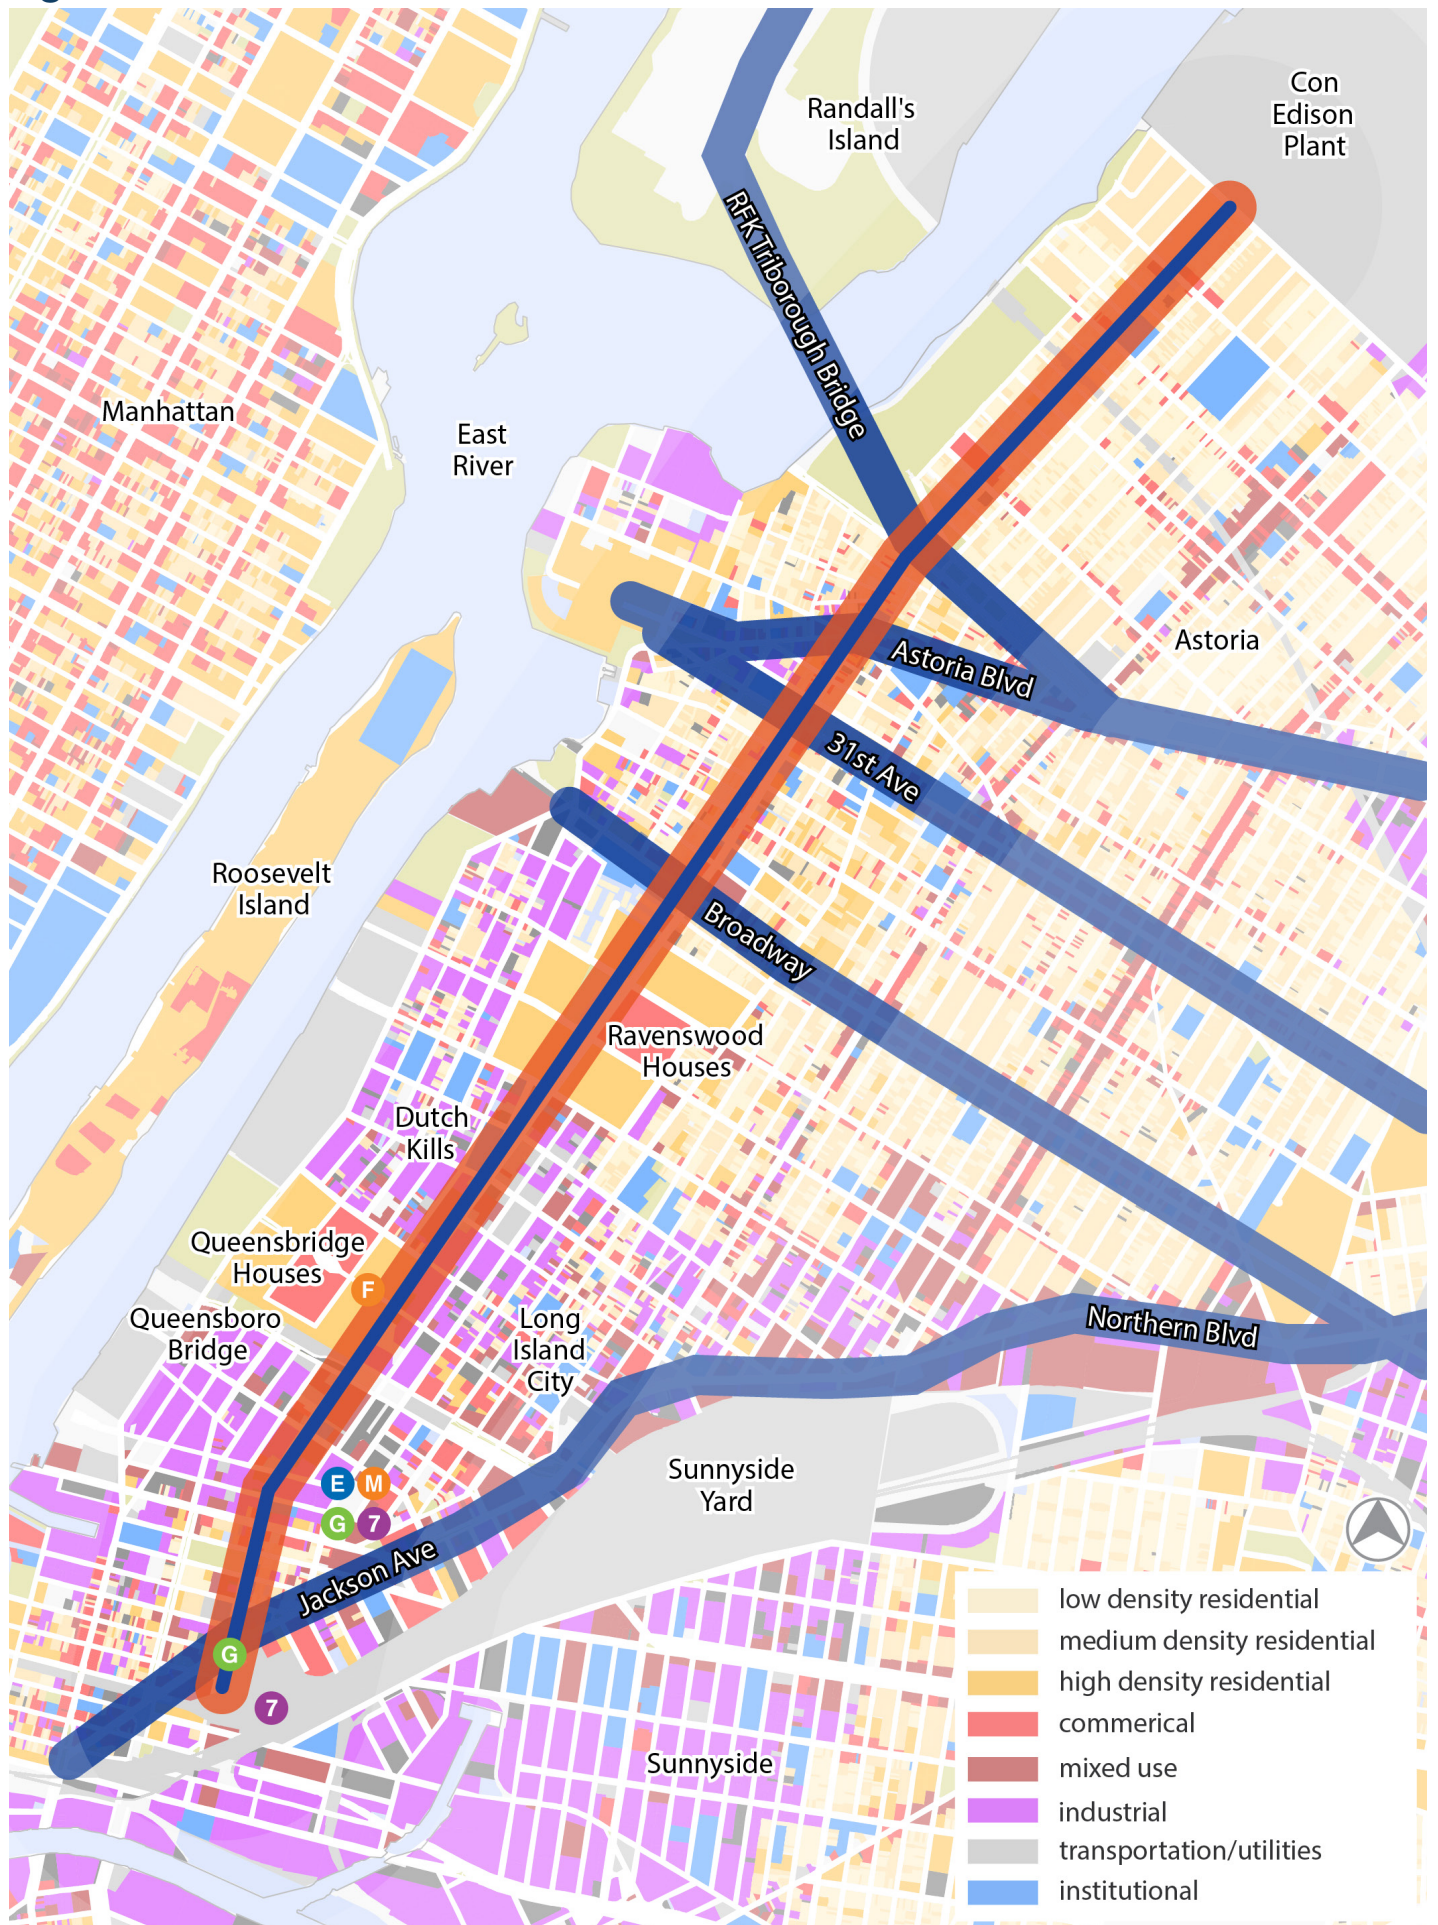 Con
Edison
Plant
Randall's
Island
RFK Triborough Bridge
Manhattan
East
River
Astoria
Astoria Blvd
31st Ave
Roosevelt
Island
Broadway
Ravenswood
Houses
Dutch
Kills
Queensbridge
Houses
F
Queensboro
Bridge
Long
Island
City
Northern Blvd
Sunnyside
Yard
E M
G 7
Jackson Ave
G
7
Sunnyside
low density residential
medium density residential
high density residential
commerical
mixed use
industrial
transportation/utilities
institutional